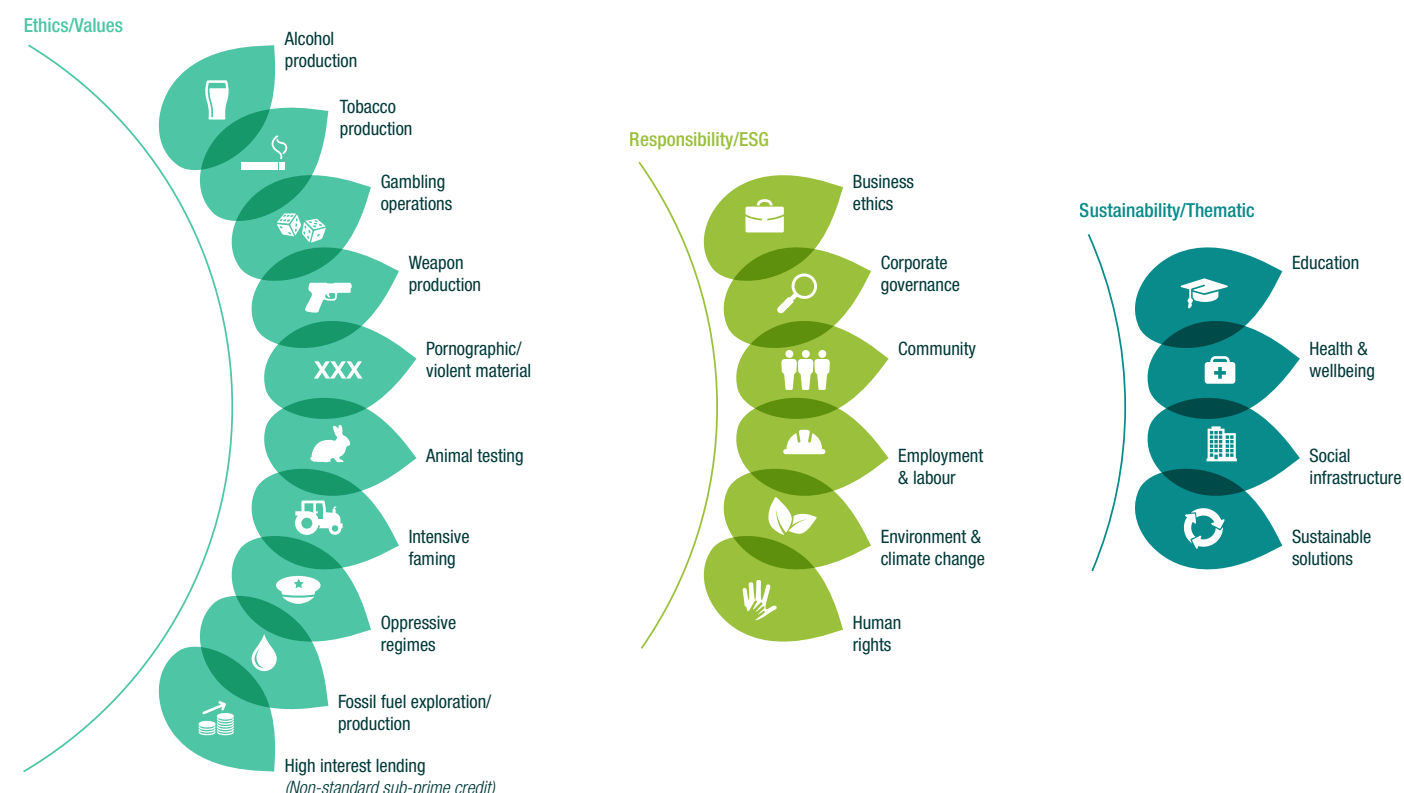 Ethics/Values
Alcohol
production
Tobacco
production
Gambling
operations
Weapon
production
XXX
Pornographic/
violent material
Animal testing
Intensive
faming
Oppressive
regimes
Fossil fuel exploration/
production
High interest lending
(Non-standard sub-prime credit)
Responsibility/ESG
Business
ethics
Corporate
governance
Community
Employment
& labour
Environment &
climate change
Human
rights
Sustainability/Thematic
Education
Health &
wellbeing
Social
infrastructure
Sustainable
solutions